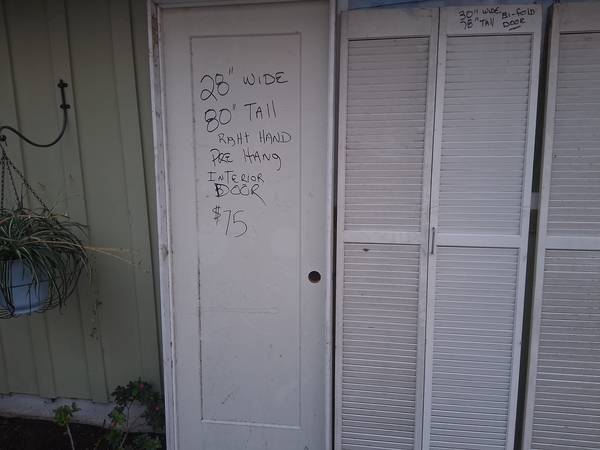 28" WIDE
80" TAll
RigHT HAND
PRE HANg
INTERIOR
DOOR
$75
30" WIDE BI-FOLD
78" TAll DOOR